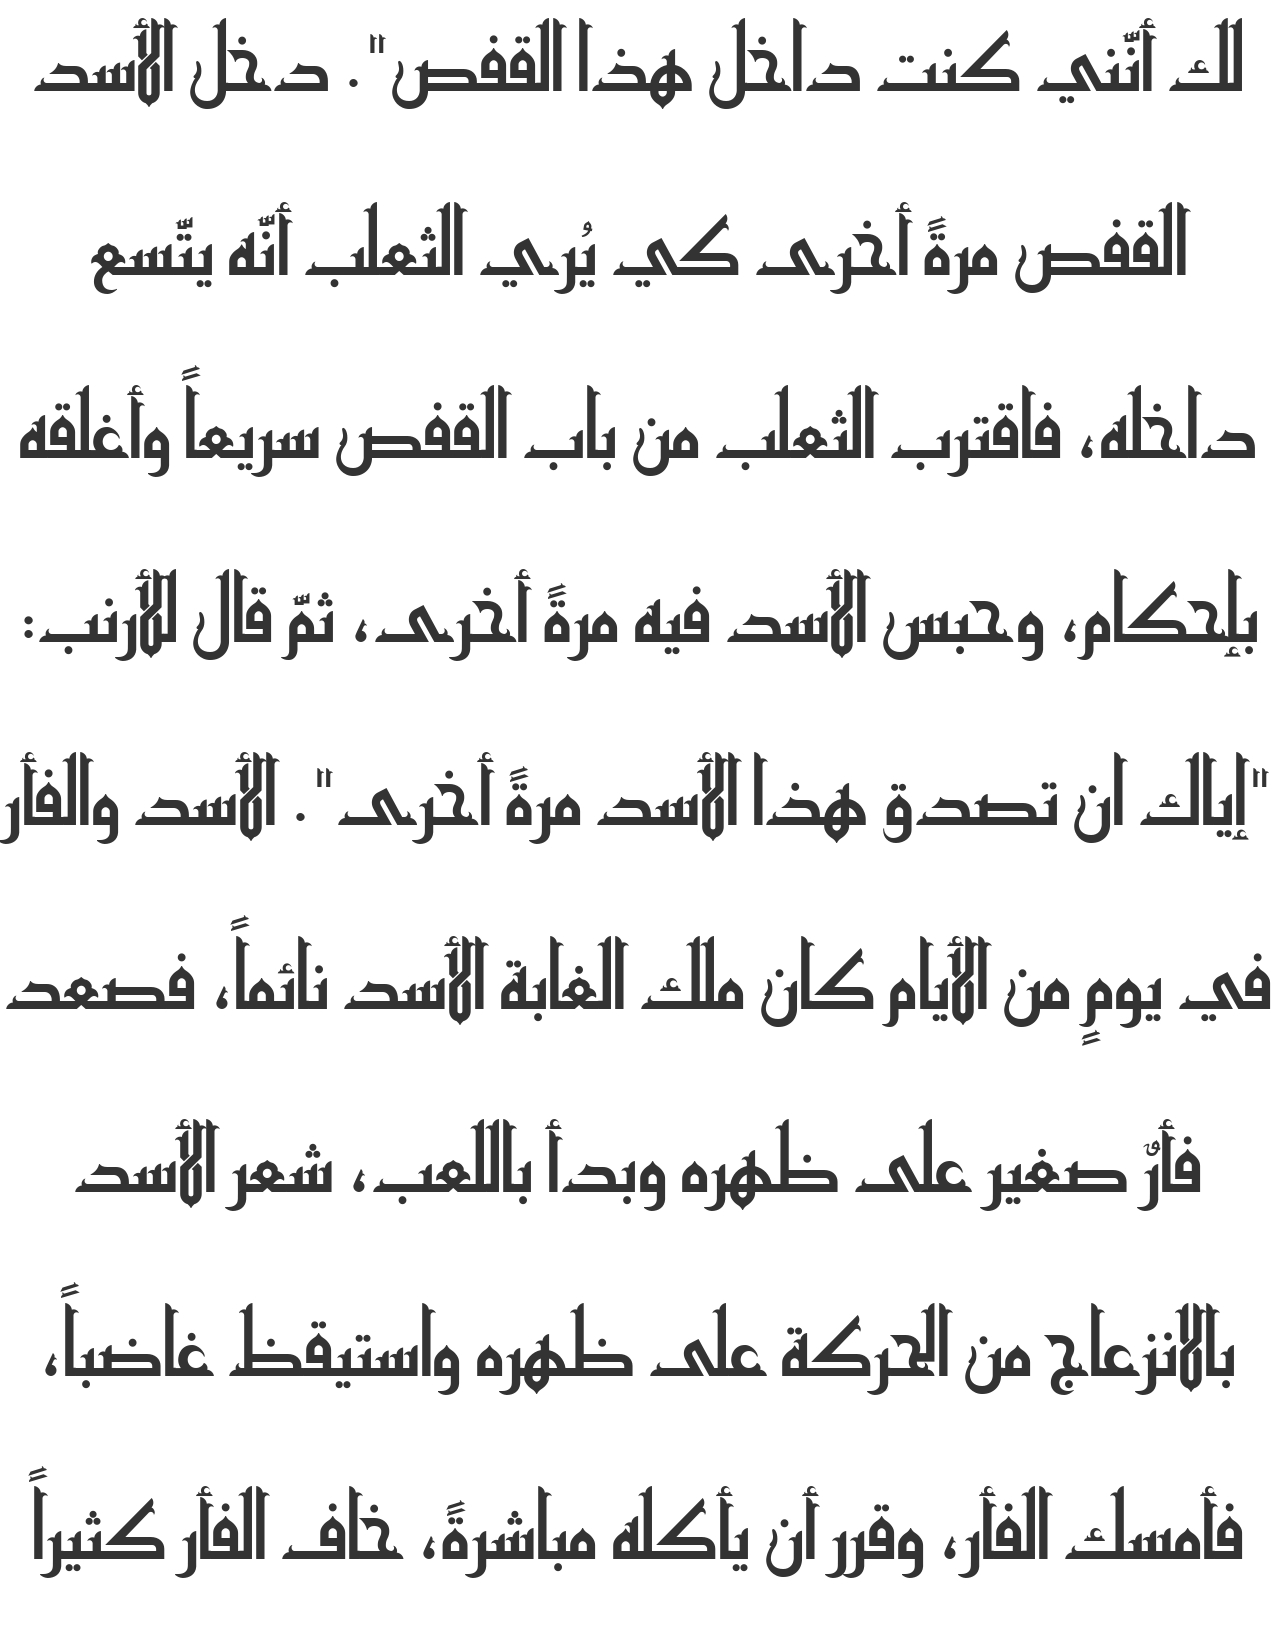 لك أنّني كنت داخل هذا القفص". دخل الأسد
القفص مرةً أخرى كي يُري الثعلب أنّه يتّسع
داخله، فاقترب الثعلب من باب القفص سريعاً وأغلقه
بإحكام، وحبس الأسد فيه مرةً أخرى، ثمّ قال للأرنب:
"إياك ان تصدق هذا الأسد مرةً أخرى". الأسد والفأر
في يومٍ من الأيام كان ملك الغابة الأسد نائماً، فصعد
فأرٌ صغير على ظهره وبدأ باللعب، شعر الأسد
بالانزعاج من الحركة على ظهره واستيقظ غاضباً،
فأمسك الفأر، وقرر أن يأكله مباشرةً، خاف الفأر كثيراً